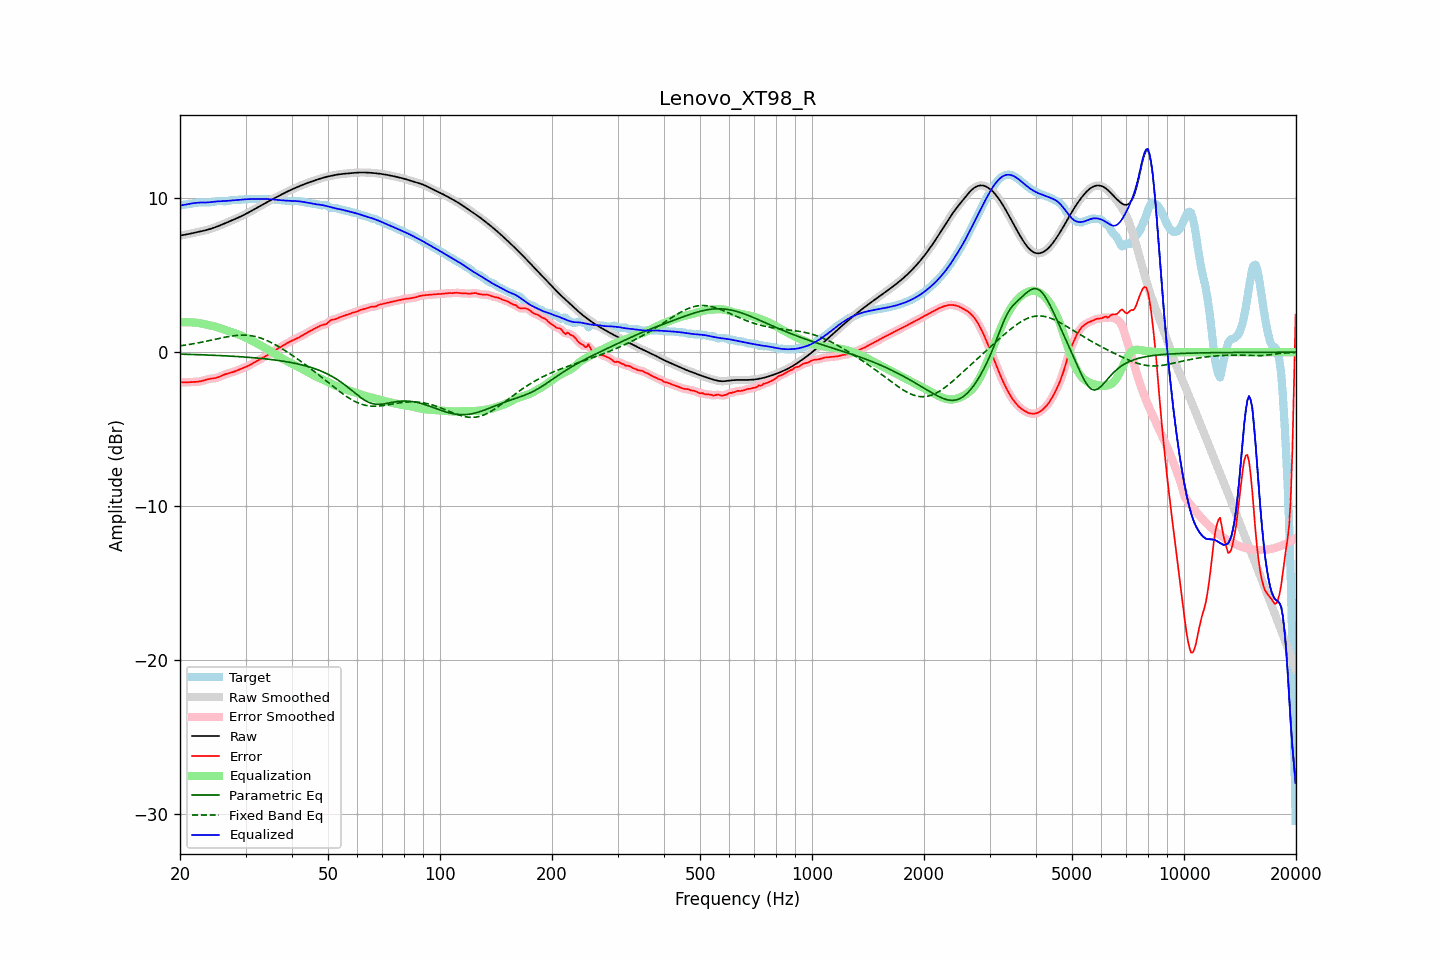 Lenovo_XT98_R
Amplitude (dBr)
10
0
−10
−20
−30
Target
Raw Smoothed
Error Smoothed
Raw
Error
Equalization
Parametric Eq
Fixed Band Eq
Equalized
20 50 100 200 500 1000 2000 5000 10000 20000
Frequency (Hz)